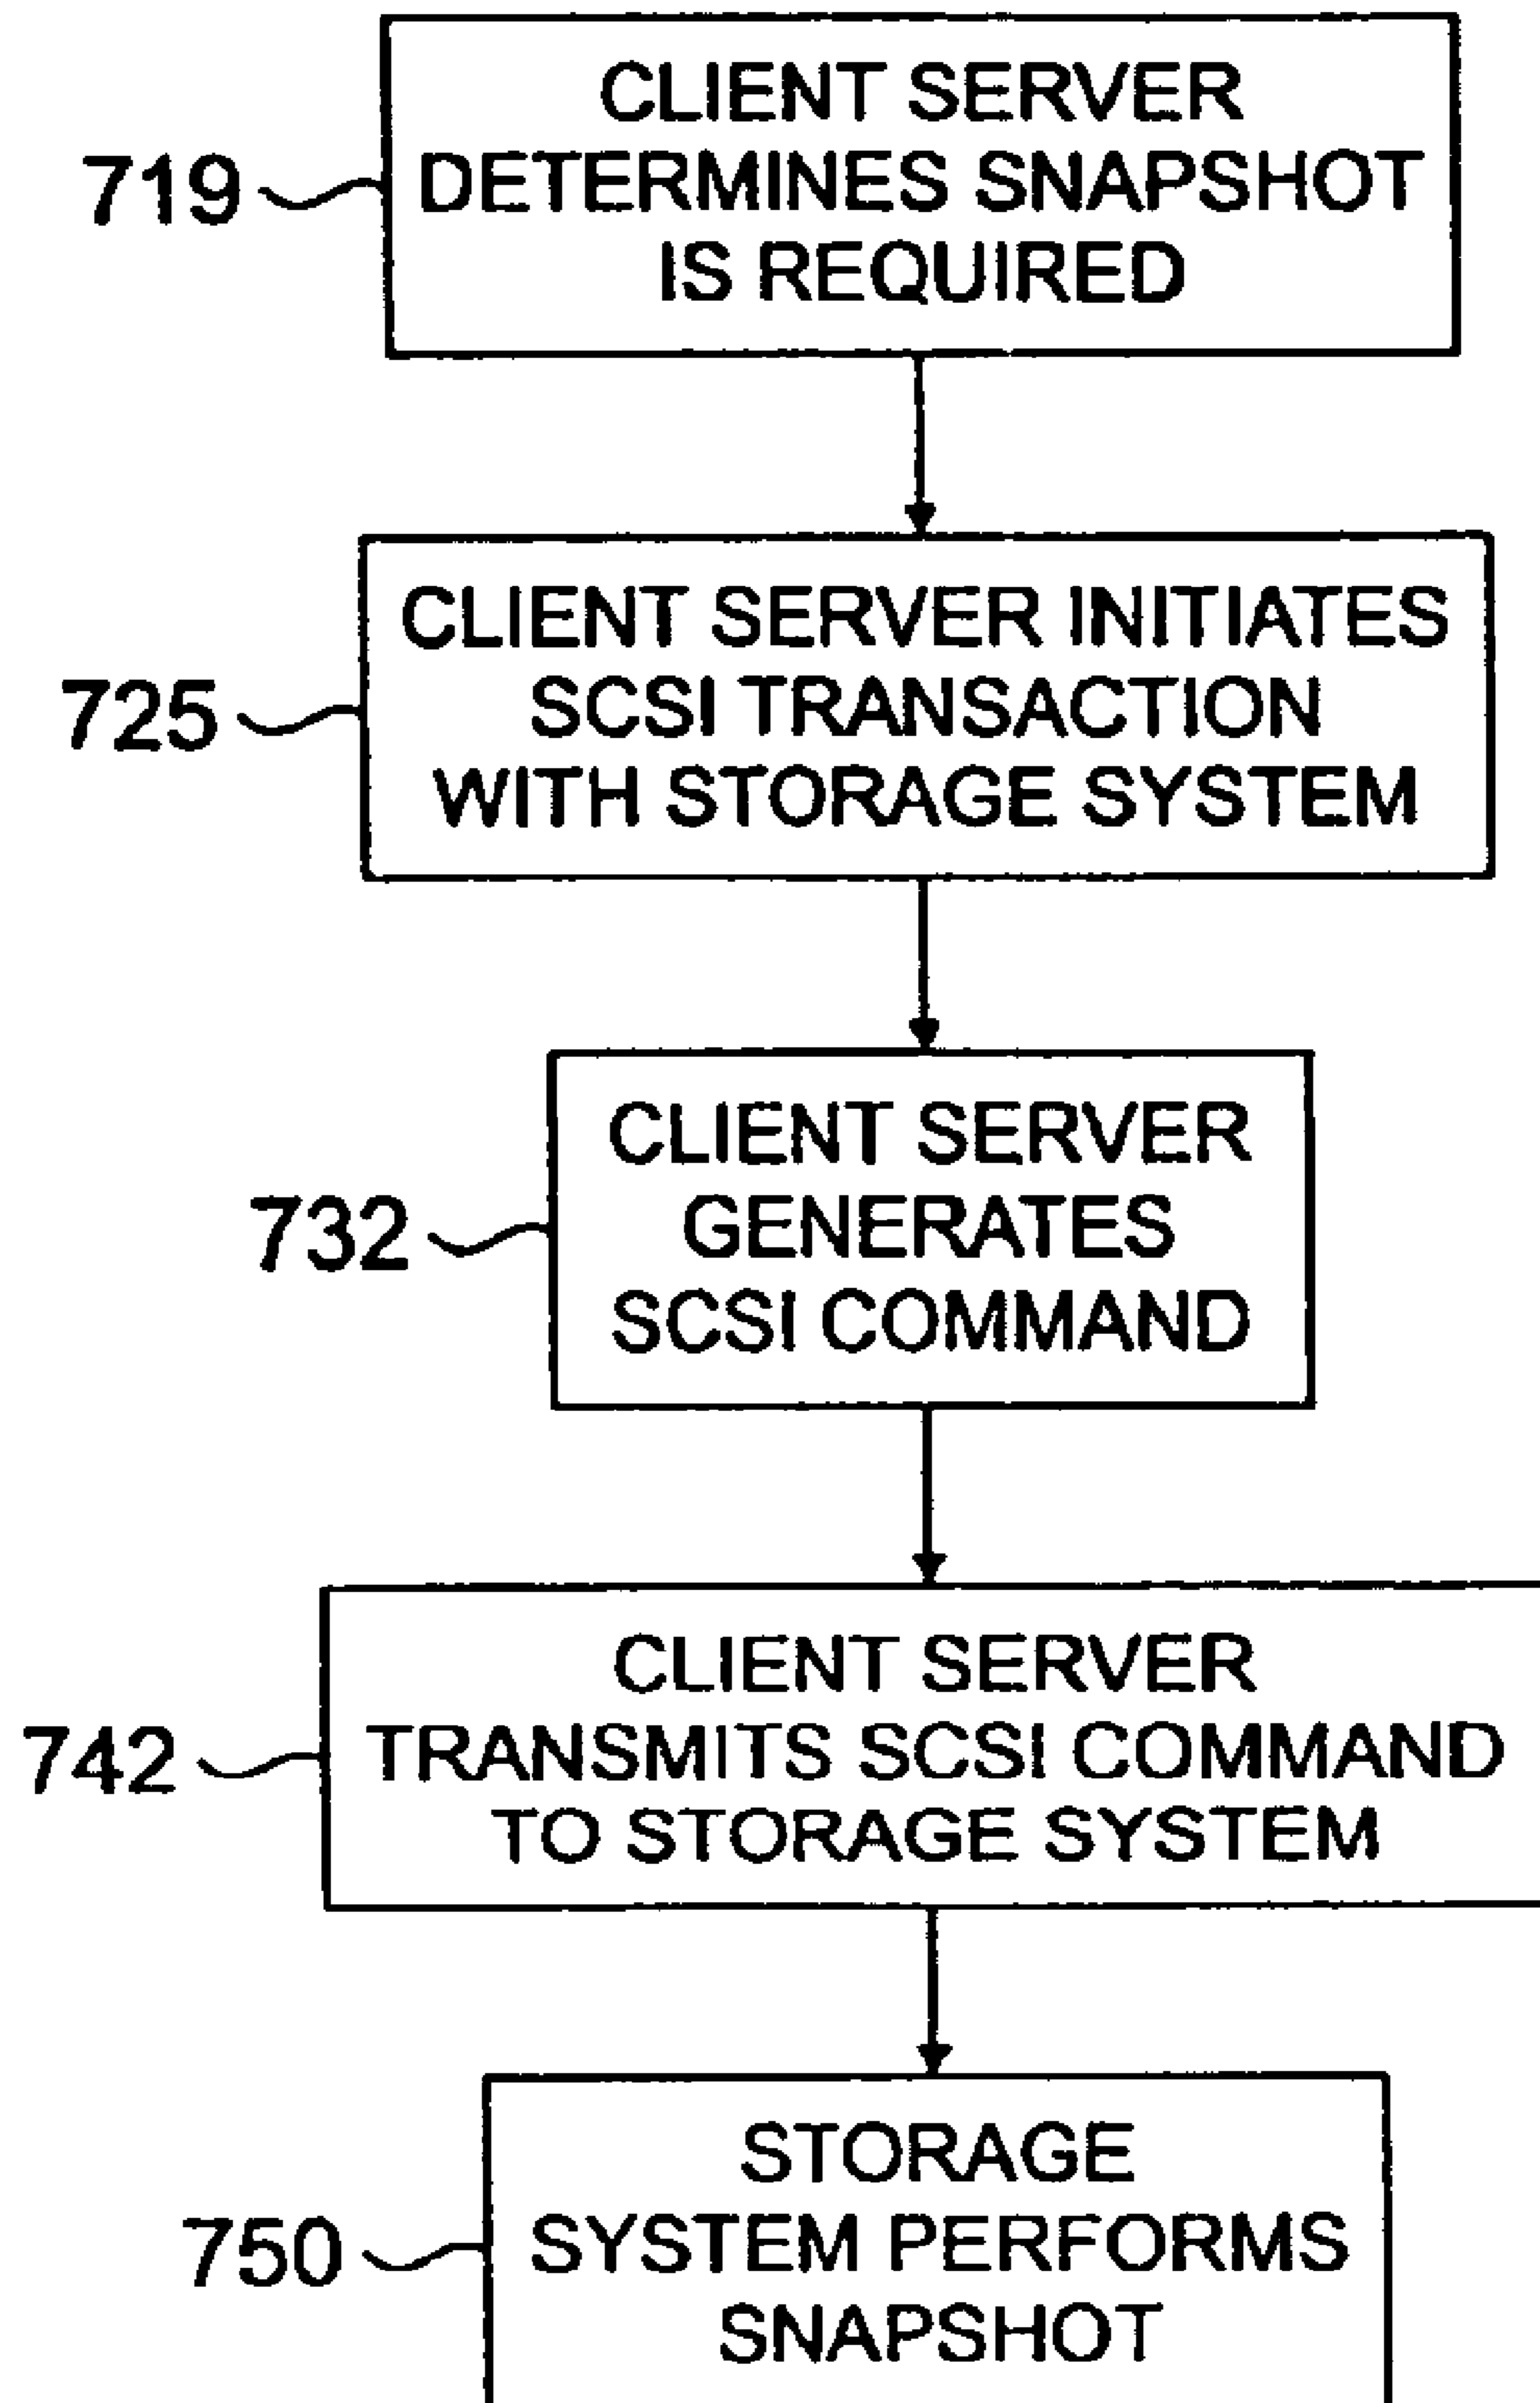 CLIENT SERVER
719
DETERMINES SNAPSHOT
IS REQUIRED
CLIENT SERVER INITIATES
725
SCSI TRANSACTION
WITH STORAGE SYSTEM
CLIENT SERVER
732
GENERATES
SCSI COMMAND
CLIENT SERVER
742
TRANSMITS SCSI COMMAND
TO STORAGE SYSTEM
STORAGE
750
SYSTEM PERFORMS
SNAPSHOT